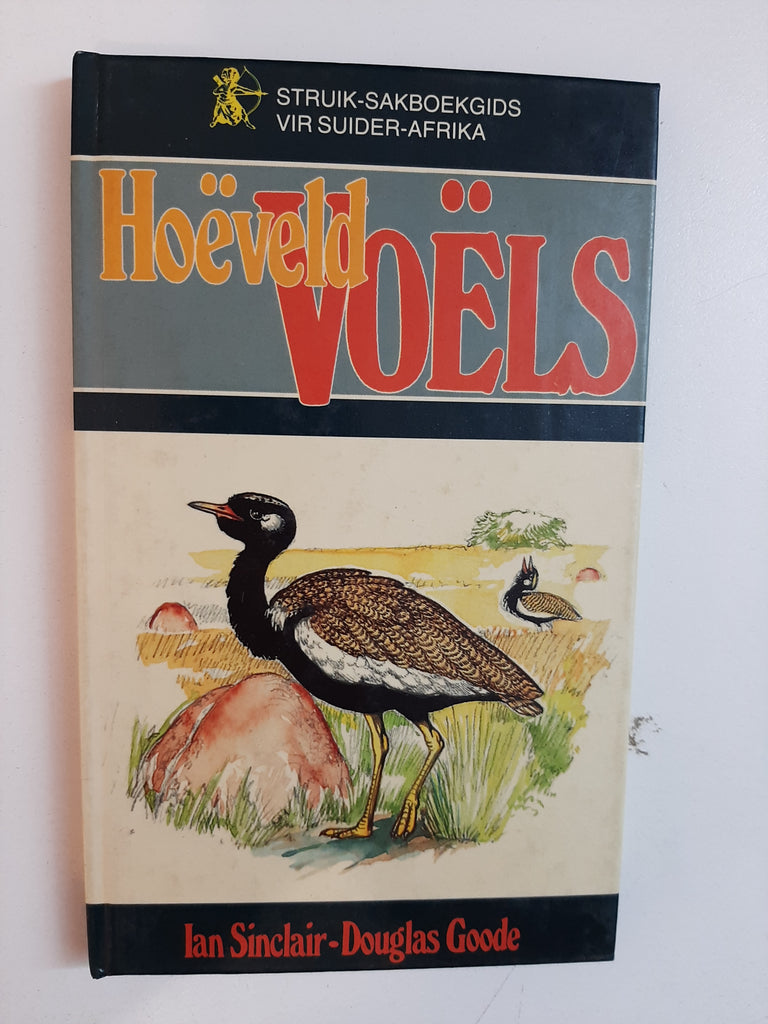 STRUIK-SAKBOEKGIDS
VIR SUIDER-AFRIKA
Hoëveld
VOËLS
Ian Sinclair-Douglas Goode